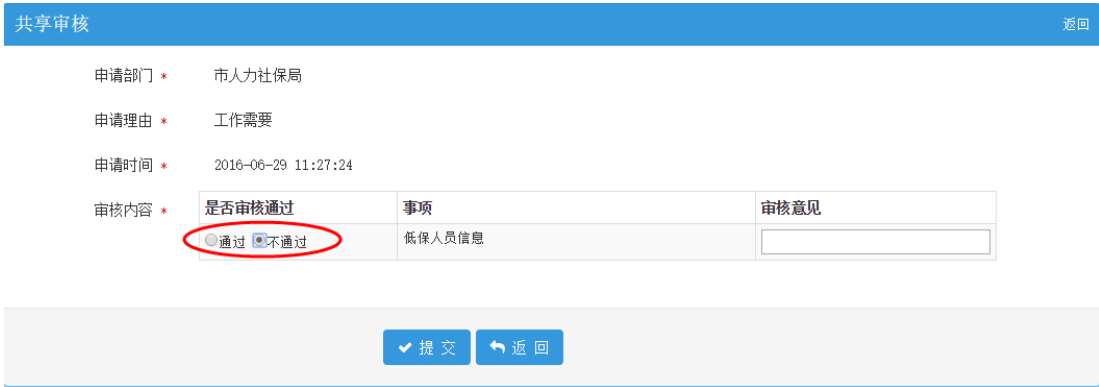 共享审核 返回
申请部门 * 市人力社保局
申请理由 * 工作需要
申请时间 * 2016-06-29 11:27:24
审核内容 * 是否审核通过 事项 审核意见
通过 不通过 低保人员信息
提 交 返 回